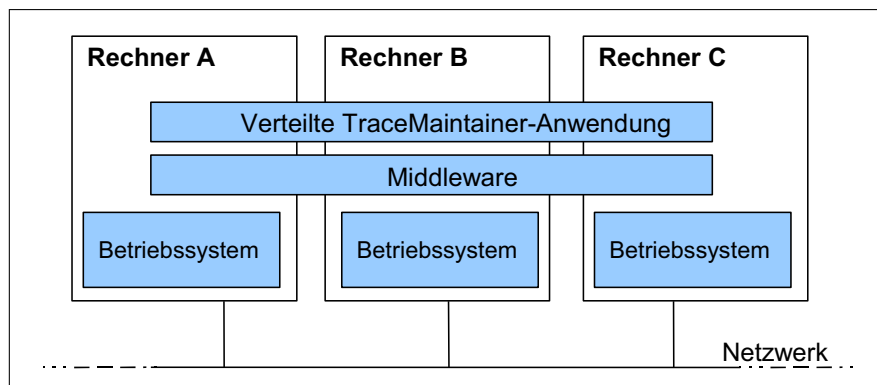 Rechner A
Rechner B
Rechner C
Verteilte TraceMaintainer-Anwendung
Middleware
Betriebssystem
Betriebssystem
Betriebssystem
Netzwerk